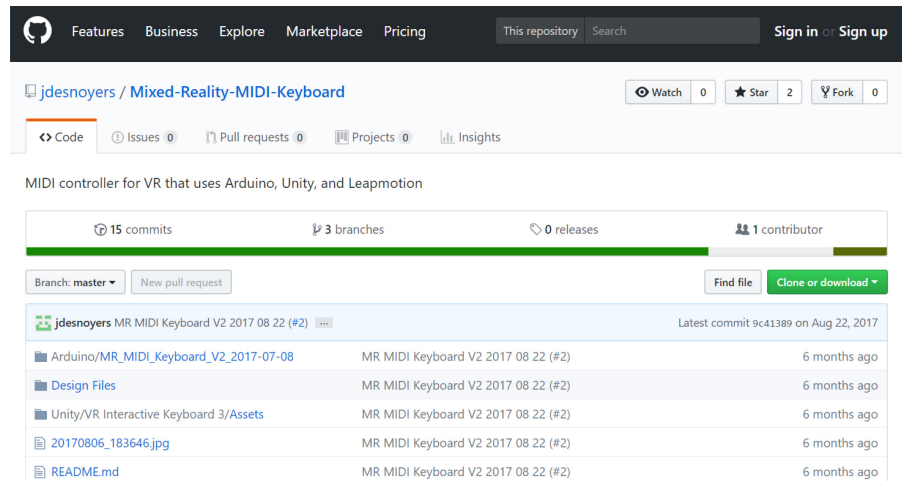 Features Business Explore Marketplace Pricing This repository Search Sign in or Sign up
jdesnoyers / Mixed-Reality-MIDI-Keyboard Watch 0 Star 2 Fork 0
Code Issues 0 Pull requests 0 Projects 0 Insights
MIDI controller for VR that uses Arduino, Unity, and Leapmotion
15 commits 3 branches 0 releases 1 contributor
Branch: master New pull request Find file Clone or download
jdesnoyers MR MIDI Keyboard V2 2017 08 22 (#2) ... Latest commit 9c41389 on Aug 22, 2017
Arduino/MR_MIDI_Keyboard_V2_2017-07-08 MR MIDI Keyboard V2 2017 08 22 (#2) 6 months ago
Design Files MR MIDI Keyboard V2 2017 08 22 (#2) 6 months ago
Unity/VR Interactive Keyboard 3/Assets MR MIDI Keyboard V2 2017 08 22 (#2) 6 months ago
20170806_183646.jpg MR MIDI Keyboard V2 2017 08 22 (#2) 6 months ago
README.md MR MIDI Keyboard V2 2017 08 22 (#2) 6 months ago